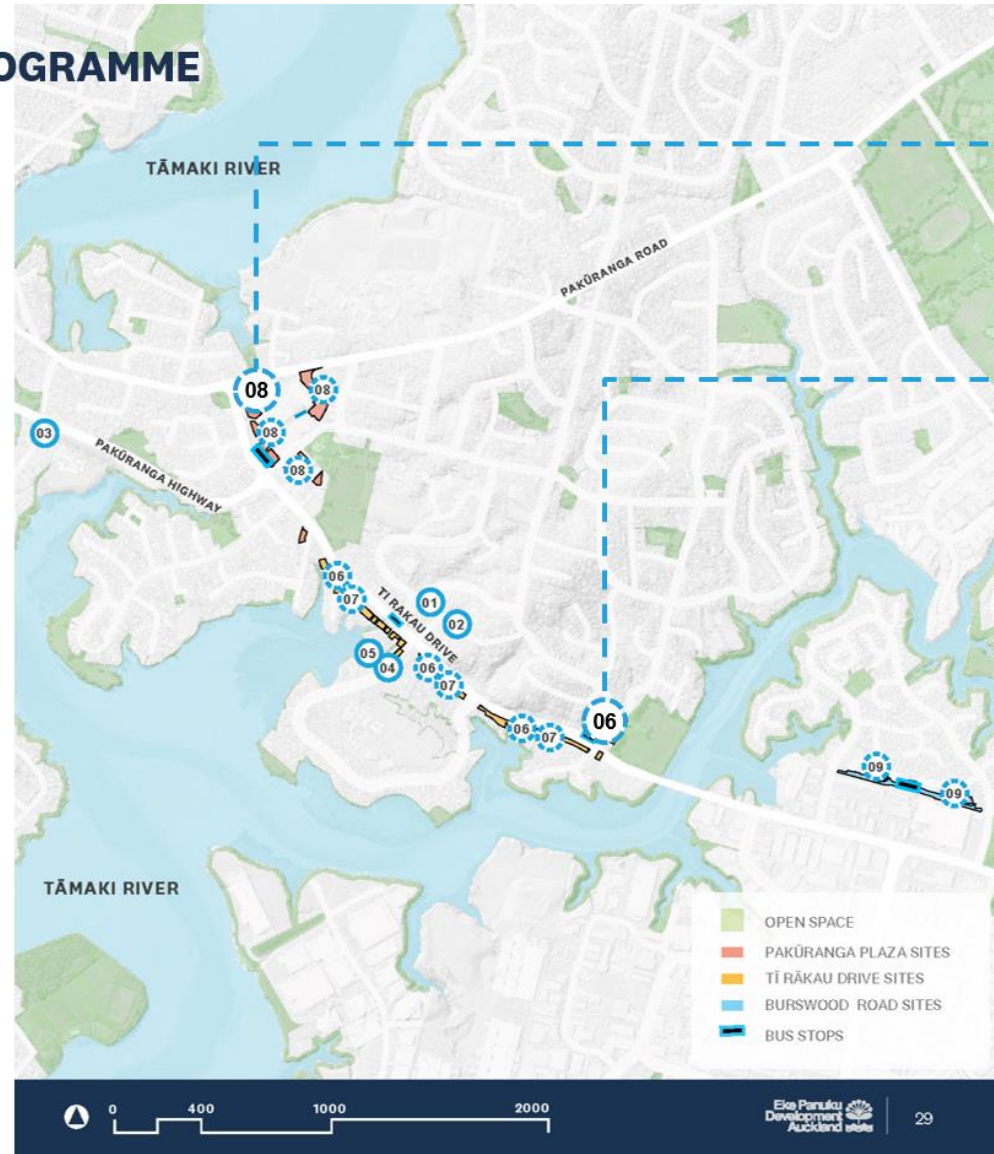 OGRAMME
TĀMAKI RIVER
PAKŪRANGA ROAD
08
08
03
08
08
PAKŪRANGA HIGHWAY
06
07
TI RAKAU DRIVE
01
02
05
04
06
07
06
07
06
09
09
TĀMAKI RIVER
OPEN SPACE
PAKŪRANGA PLAZA SITES
TĪ RĀKAU DRIVE SITES
BURSWOOD ROAD SITES
BUS STOPS
0 400 1000 2000
Eke Panuku
Development
Auckland
29